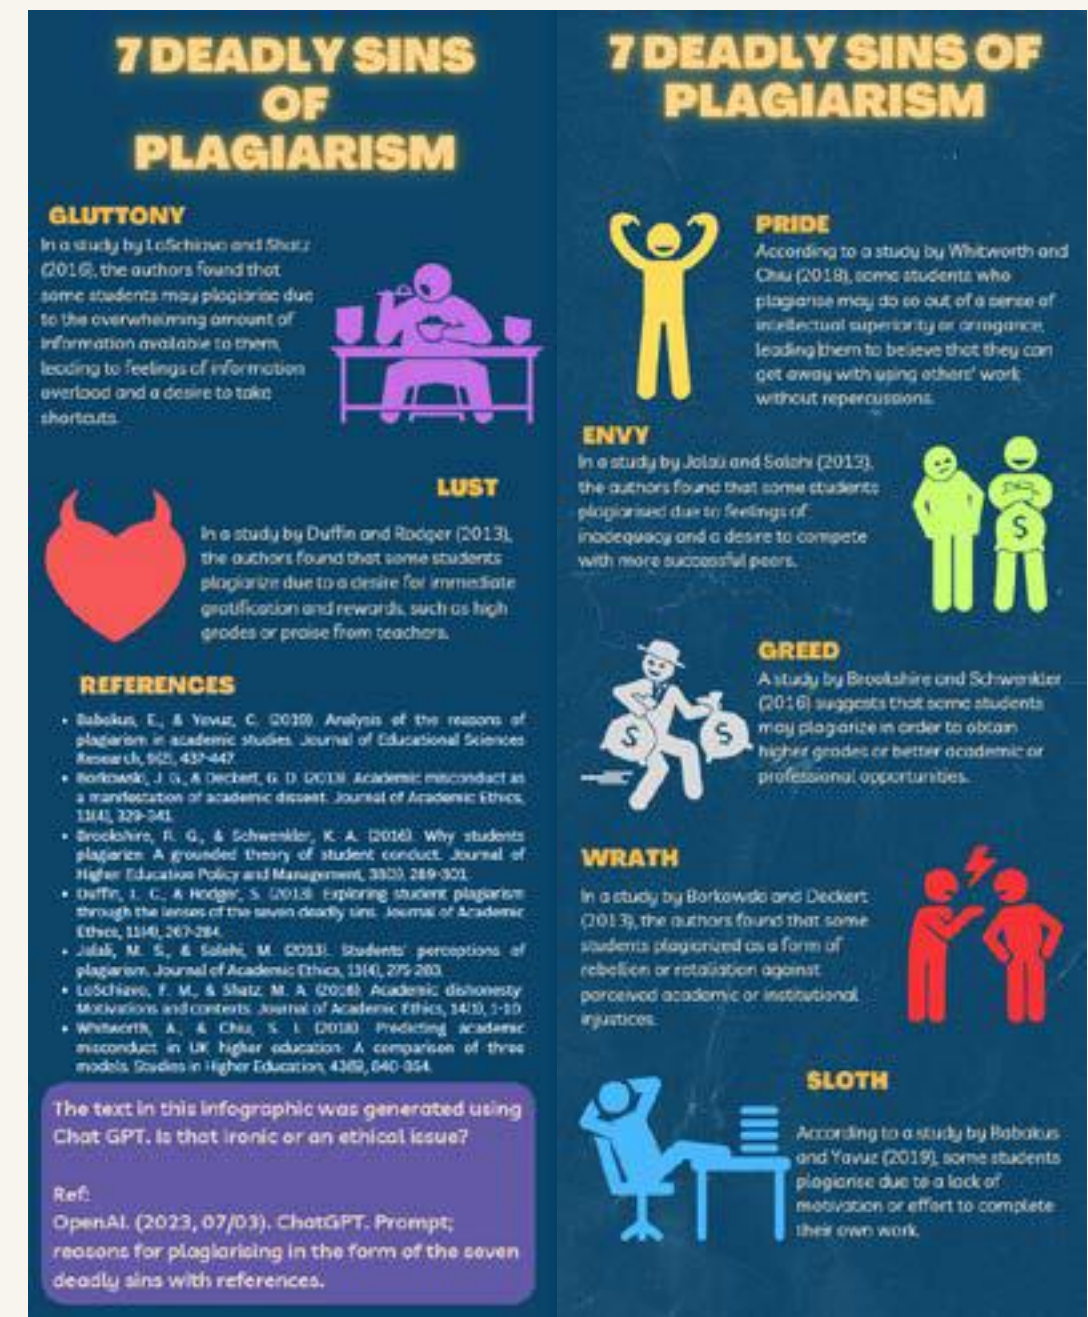 7 DEADLY SINS
OF
PLAGIARISM
GLUTTONY
In a study by LoSchiavo and Shatz
(2016), the authors found that
some students may plagiarise due
to the overwhelming amount of
information available to them,
leading to feelings of information
overload and a desire to take
shortcuts.
LUST
In a study by Duffin and Rodger (2013),
the authors found that some students
plagiarize due to a desire for immediate
gratification and rewards, such as high
grades or praise from teachers.
REFERENCES
• Babakus, E., & Yavuz, C. (2019). Analysis of the reasons of
plagiarism in academic studies. Journal of Educational Sciences
Research, 9(2), 437-447.
• Borkowski, J. G., & Deckert, G. D. (2013). Academic misconduct as
a manifestation of academic dissent. Journal of Academic Ethics,
11(4), 329-341.
• Brookshire, R. G., & Schwenkler, K. A. (2016). Why students
plagiarize: A grounded theory of student conduct. Journal of
Higher Education Policy and Management, 38(3), 289-301.
• Duffin, L. C., & Rodger, S. (2013). Exploring student plagiarism
through the lenses of the seven deadly sins. Journal of Academic
Ethics, 11(4), 267-284.
• Jalali, M. S., & Salehi, M. (2013). Students' perceptions of
plagiarism. Journal of Academic Ethics, 11(4), 275-283.
• LoSchiavo, F. M., & Shatz, M. A. (2016). Academic dishonesty:
Motivations and contexts. Journal of Academic Ethics, 14(1), 1-10.
• Whitworth, A., & Chiu, S. I. (2018). Predicting academic
misconduct in UK higher education: A comparison of three
models. Studies in Higher Education, 840-854.
The text in this infographic was generated using
Chat GPT. Is that ironic or an ethical issue?
Ref:
OpenAI. (2023, 07/03). ChatGPT. Prompt;
reasons for plagiarising in the form of the seven
deadly sins with references.
7 DEADLY SINS OF
PLAGIARISM
PRIDE
According to a study by Whitworth and
Chiu (2018), some students who
plagiarise may do so out of a sense of
intellectual superiority or arrogance,
leading them to believe that they can
get away with using others' work
without repercussions.
ENVY
In a study by Jalali and Salehi (2013),
the authors found that some students
plagiarised due to feelings of
inadequacy and a desire to compete
with more successful peers.
$
GREED
A study by Brookshire and Schwenkler
(2016) suggests that some students
may plagiarize in order to obtain
higher grades or better academic or
professional opportunities.
$ $
WRATH
In a study by Borkowski and Deckert
(2013), the authors found that some
students plagiarized as a form of
rebellion or retaliation against
perceived academic or institutional
injustices.
SLOTH
According to a study by Babakus
and Yavuz (2019), some students
plagiarise due to a lack of
motivation or effort to complete
their own work.